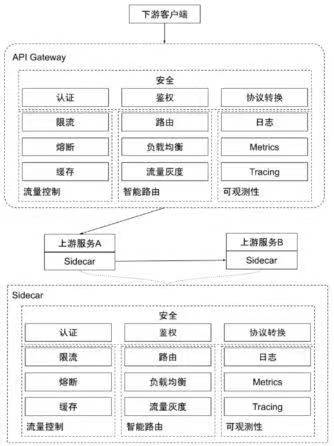 下游客户端
API Gateway
安全
认证 鉴权 协议转换
限流 路由 日志
熔断 负载均衡 Metrics
缓存 流量灰度 Tracing
流量控制 智能路由 可观测性
上游服务A 上游服务B
Sidecar Sidecar
Sidecar
安全
认证 鉴权 协议转换
限流 路由 日志
熔断 负载均衡 Metrics
缓存 流量灰度 Tracing
流量控制 智能路由 可观测性